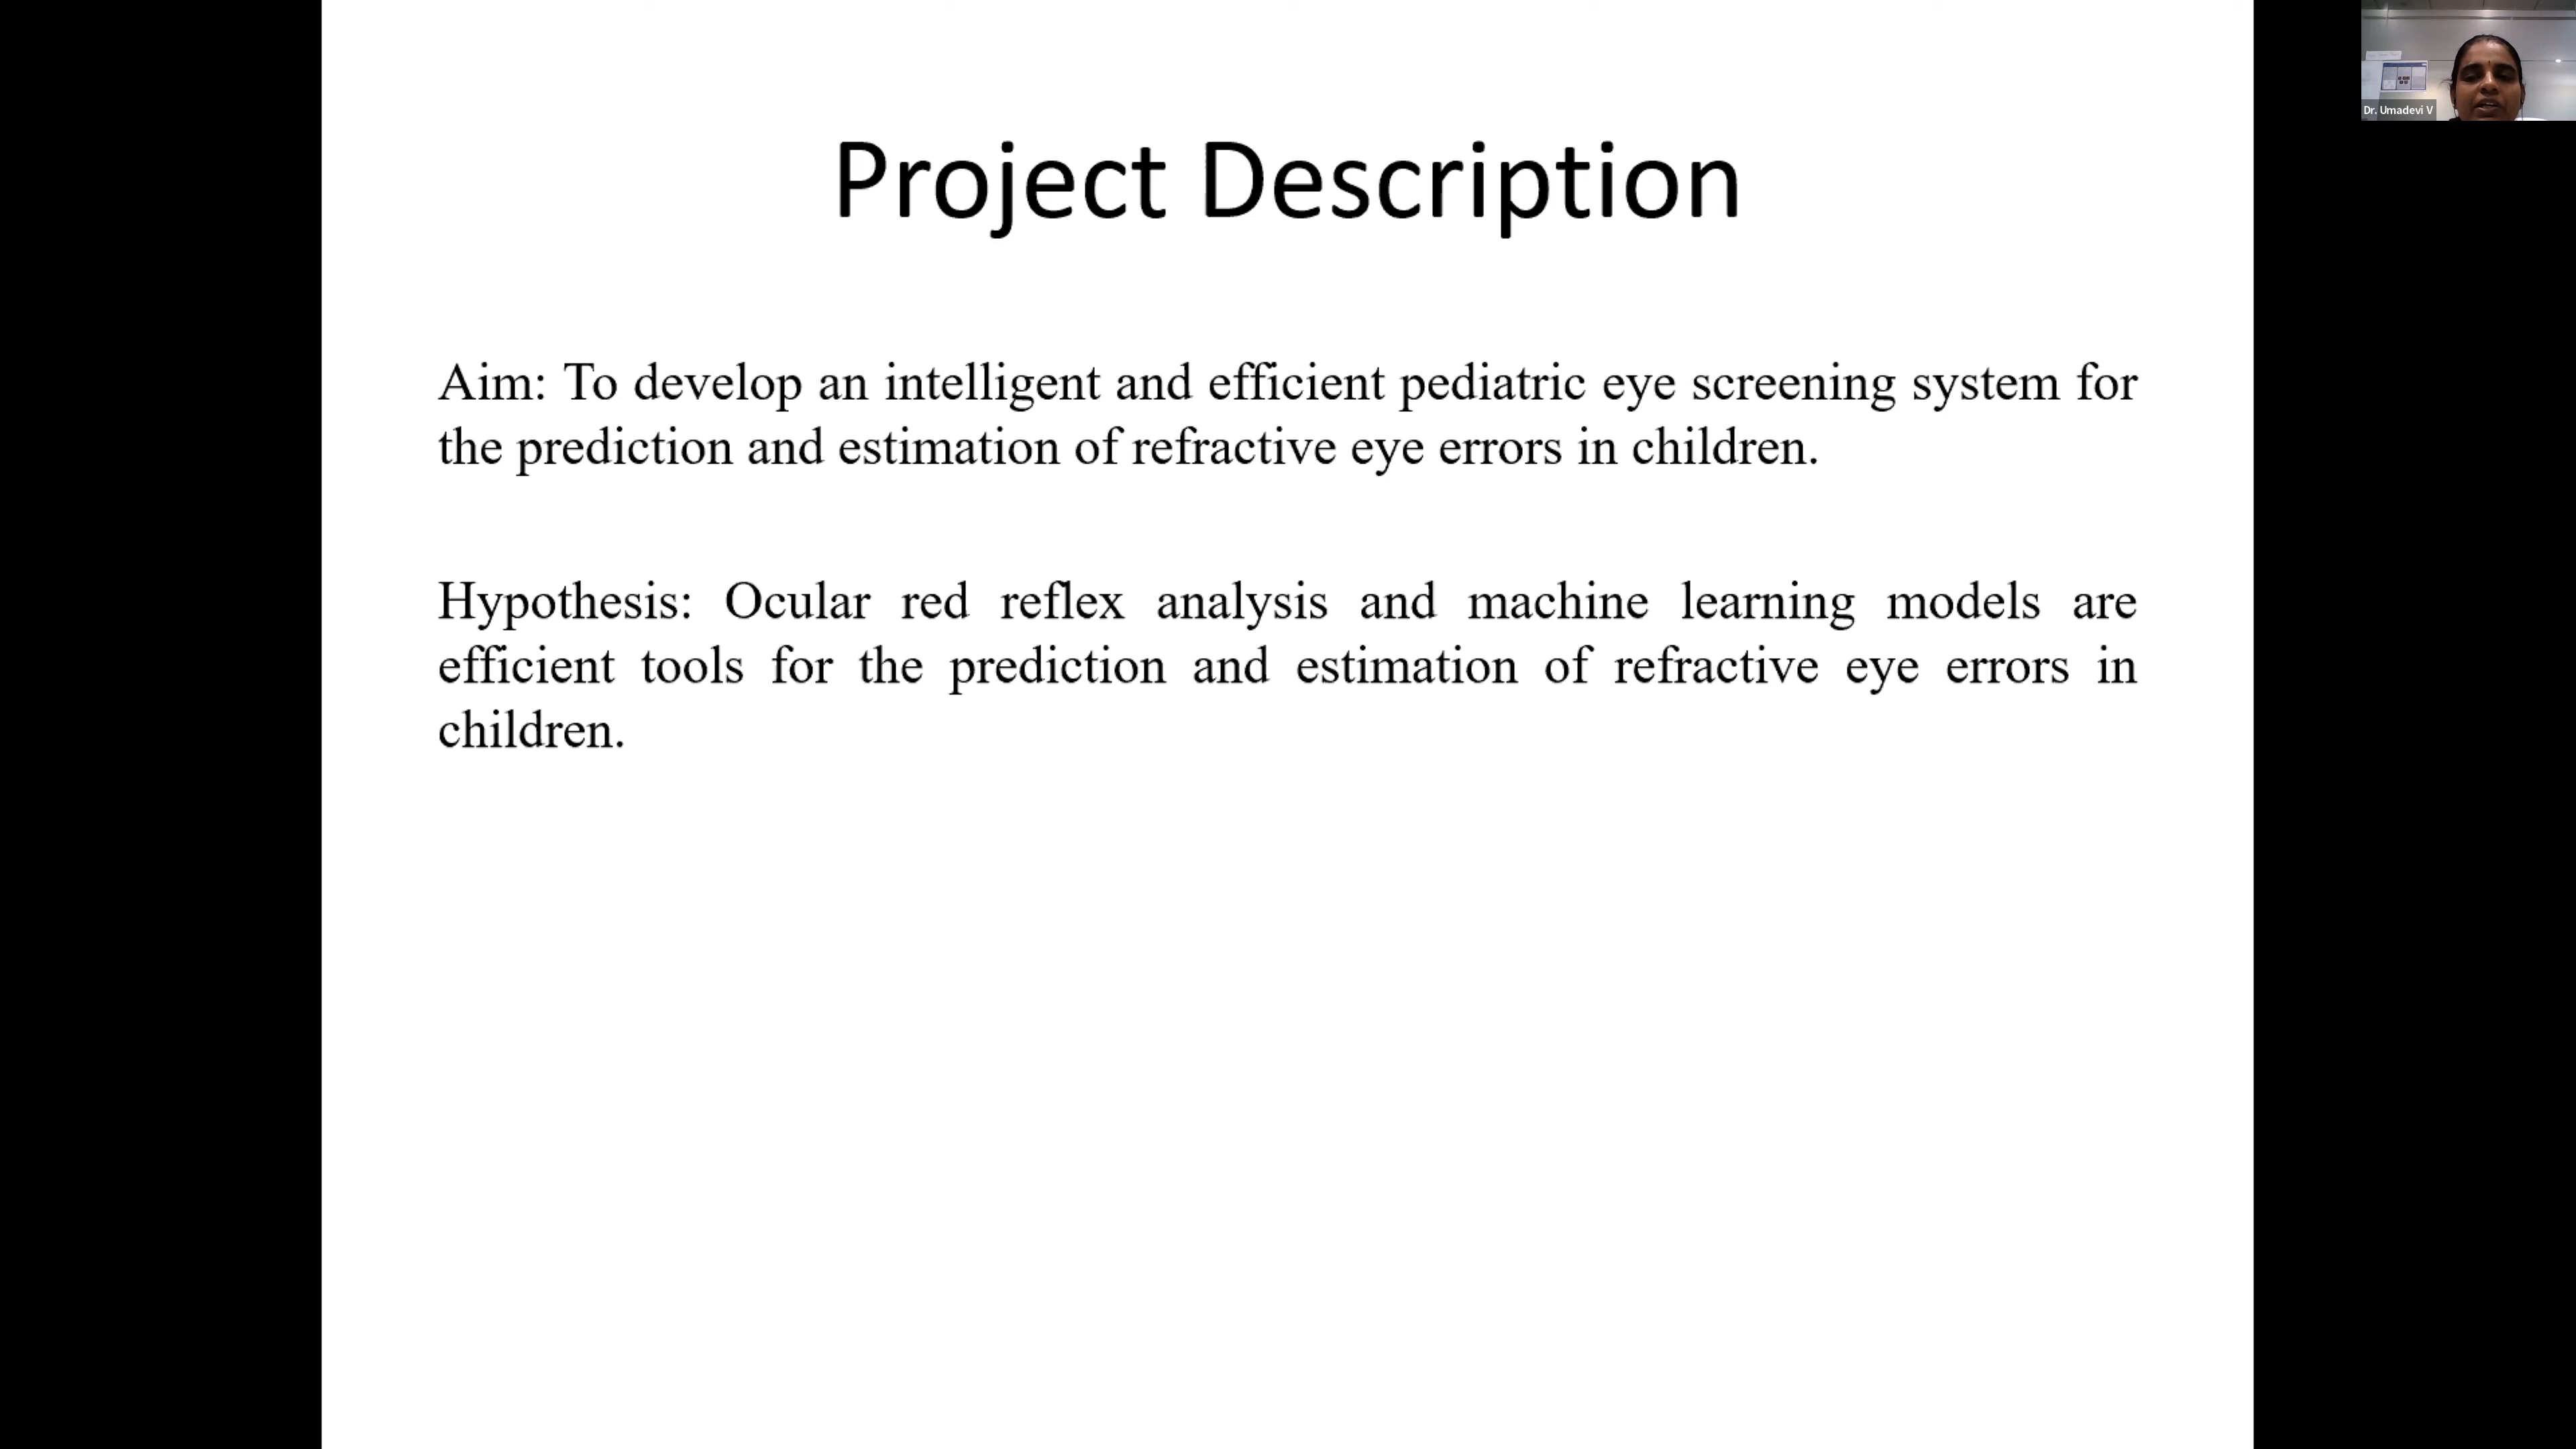 Project Description
Aim: To develop an intelligent and efficient pediatric eye screening system for
the prediction and estimation of refractive eye errors in children.
Hypothesis: Ocular red reflex analysis and machine learning models are
efficient tools for the prediction and estimation of refractive eye errors in
children.
Dr. Umadevi V